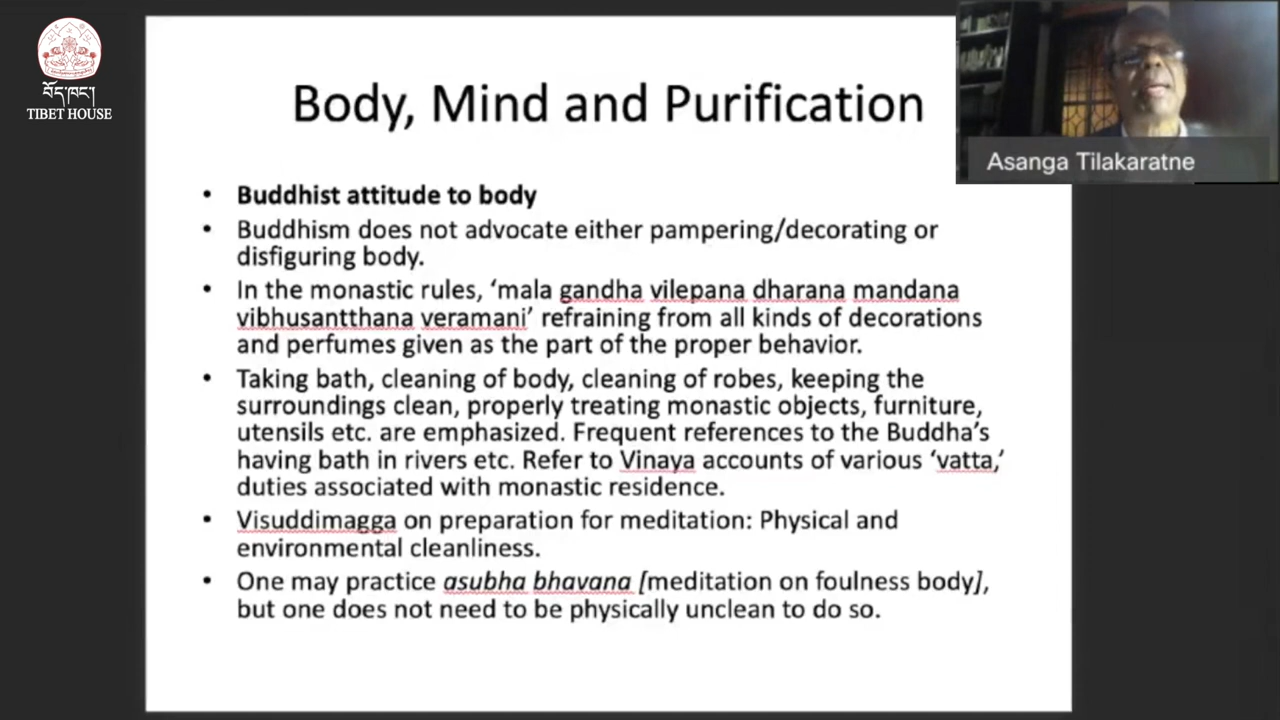 བོད་ཁང།
TIBET HOUSE
Body, Mind and Purification
Asanga Tilakaratne
• Buddhist attitude to body
• Buddhism does not advocate either pampering/decorating or
disfiguring body.
• In the monastic rules, ‘mala gandha vilepana dharana mandana
vibhusantthana veramani’ refraining from all kinds of decorations
and perfumes given as the part of the proper behavior.
• Taking bath, cleaning of body, cleaning of robes, keeping the
surroundings clean, properly treating monastic objects, furniture,
utensils etc. are emphasized. Frequent references to the Buddha’s
having bath in rivers etc. Refer to Vinaya accounts of various ‘vatta,’
duties associated with monastic residence.
• Visuddimagga on preparation for meditation: Physical and
environmental cleanliness.
• One may practice asubha bhavana [meditation on foulness body],
but one does not need to be physically unclean to do so.